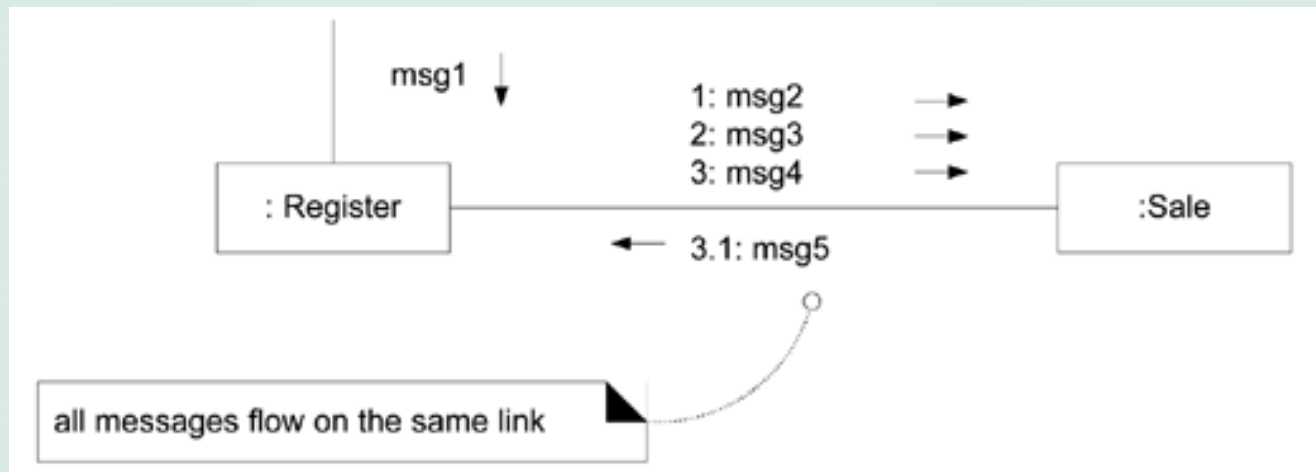 msg1
1: msg2
2: msg3
3: msg4
: Register
:Sale
3.1: msg5
all messages flow on the same link